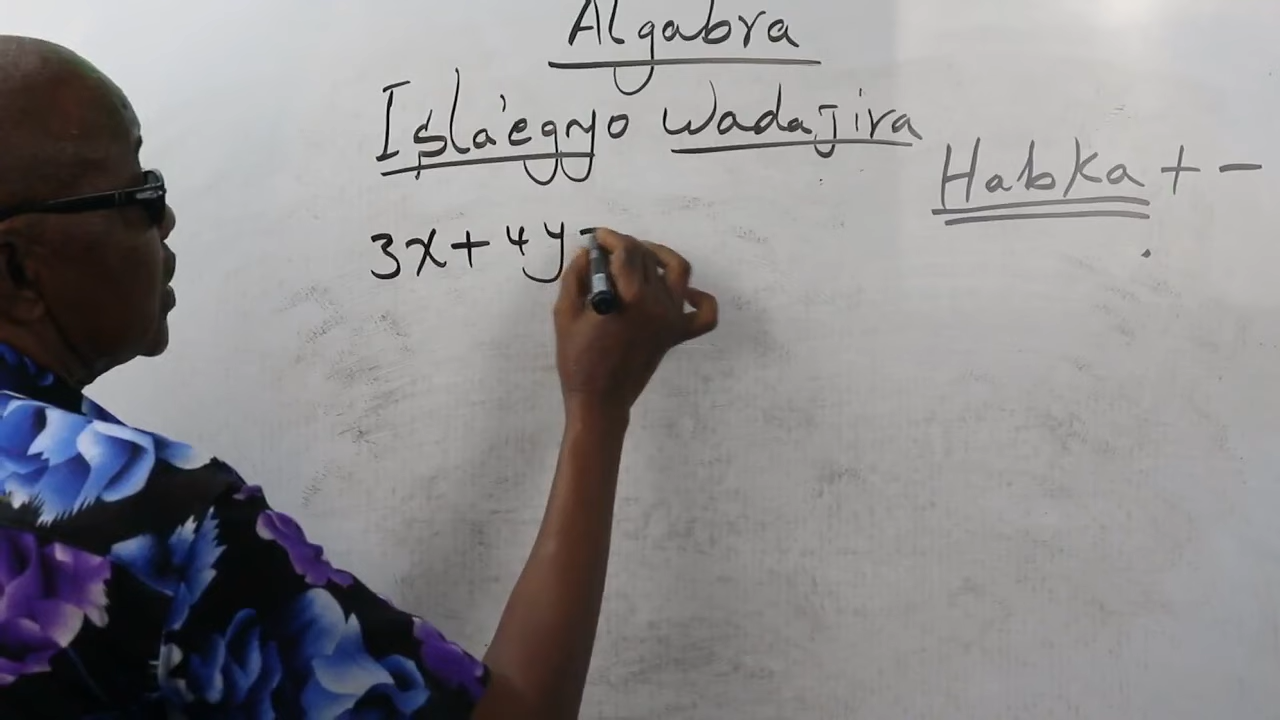 Algabra
Isla'egyo Wadajira
Habka + -
3x + 4y =